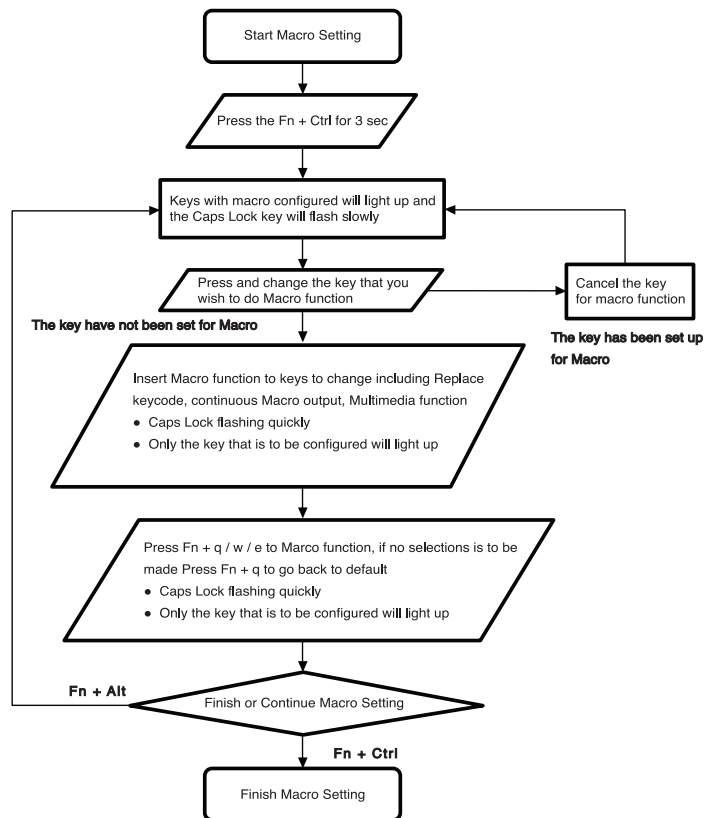 Start Macro Setting
Press the Fn + Ctrl for 3 sec
Keys with macro configured will light up and
the Caps Lock key will flash slowly
Press and change the key that you
wish to do Macro function
Cancel the key
for macro function
The key have not been set for Macro
The key has been set up
for Macro
Insert Macro function to keys to change including Replace
keycode, continuous Macro output, Multimedia function
● Caps Lock flashing quickly
● Only the key that is to be configured will light up
Press Fn + q / w / e to Marco function, if no selections is to be
made Press Fn + q to go back to default
● Caps Lock flashing quickly
● Only the key that is to be configured will light up
Fn + Alt
Finish or Continue Macro Setting
Fn + Ctrl
Finish Macro Setting